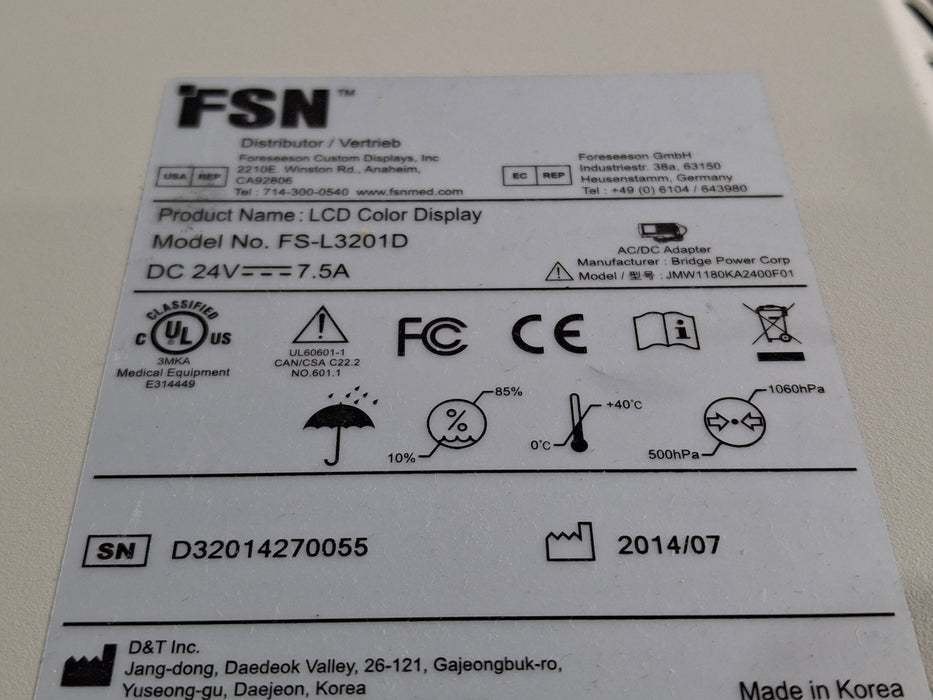 FSN™
Distributor / Vertrieb
USA REP
Foreseeson Custom Displays, Inc
2210E. Winston Rd., Anaheim,
CA92806
Tel : 714-300-0540 www.fsnmed.com
EC REP
Foreseeson GmbH
Industriestr. 38a, 63150
Heusenstamm, Germany
Tel : +49 (0) 6104 / 643980
Product Name : LCD Color Display
Model No. FS-L3201D
DC 24V 7.5A
AC/DC Adapter
Manufacturer : Bridge Power Corp
Model / 型号 : JMW1180KA2400F01
CLASSIFIED
C UL® US
3MKA
Medical Equipment
E314449
UL60601-1
CAN/CSA C22.2
NO.601.1
FC
CE
85%
%
10%
+40°C
0°C
1060hPa
500hPa
SN D32014270055
2014/07
D&T Inc.
Jang-dong, Daedeok Valley, 26-121, Gajeongbuk-ro,
Yuseong-gu, Daejeon, Korea
Made in Korea